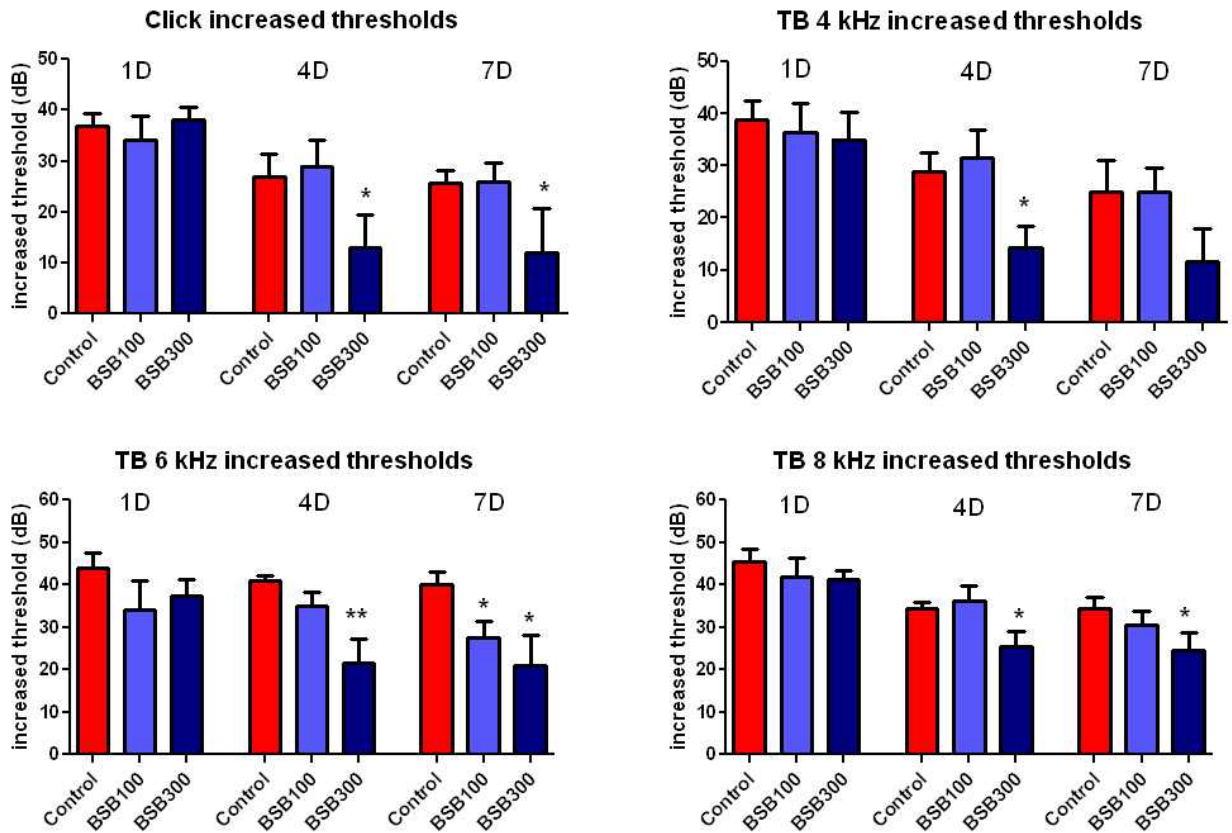 Click increased thresholds
increased threshold (dB)
50
40
30
20
10
0
1D 4D 7D
* *
Control BSB100 BSB300 Control BSB100 BSB300 Control BSB100 BSB300
TB 4 kHz increased thresholds
increased threshold (dB)
50
40
30
20
10
0
1D 4D 7D
*
Control BSB100 BSB300 Control BSB100 BSB300 Control BSB100 BSB300
TB 6 kHz increased thresholds
increased threshold (dB)
60
50
40
30
20
10
0
1D 4D 7D
** * *
Control BSB100 BSB300 Control BSB100 BSB300 Control BSB100 BSB300
TB 8 kHz increased thresholds
increased threshold (dB)
60
50
40
30
20
10
0
1D 4D 7D
* *
Control BSB100 BSB300 Control BSB100 BSB300 Control BSB100 BSB300